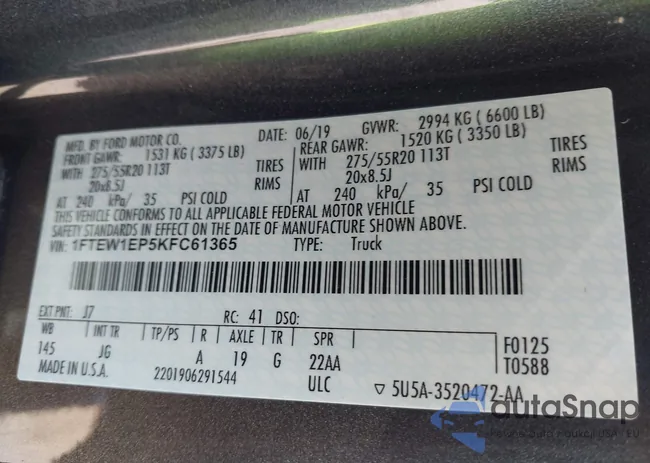 MFD. BY FORD MOTOR CO. DATE: 06/19 GVWR: 2994 KG ( 6600 LB)
FRONT GAWR: 1531 KG ( 3375 LB) REAR GAWR: 1520 KG ( 3350 LB)
WITH 275/55R20 113T TIRES WITH 275/55R20 113T TIRES
20x8.5J RIMS 20x8.5J RIMS
AT 240 kPa/ 35 PSI COLD AT 240 kPa/ 35 PSI COLD
THIS VEHICLE CONFORMS TO ALL APPLICABLE FEDERAL MOTOR VEHICLE
SAFETY STANDARDS IN EFFECT ON THE DATE OF MANUFACTURE SHOWN ABOVE.
VIN: 1FTEW1EP5KFC61365 TYPE: Truck
EXT PNT: J7 RC: 41 DSO:
WB INT TR TP/PS R AXLE TR SPR F0125
145 JG A 19 G 22AA T0588
MADE IN U.S.A. 2201906291544 ULC ▽ 5U5A-3520472-AA
autoSnap